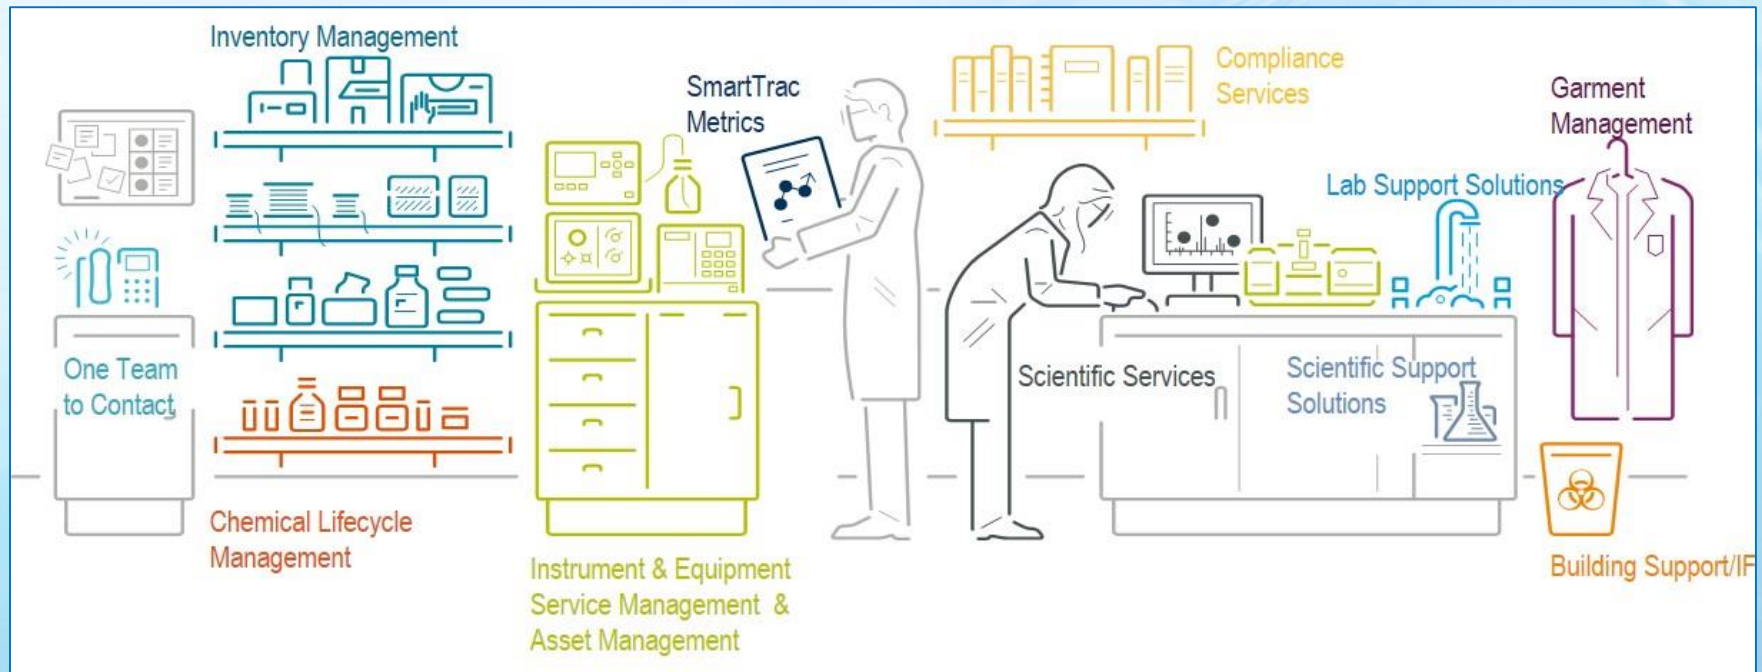 Inventory Management
SmartTrac
Metrics
Compliance
Services
Garment
Management
Lab Support Solutions
One Team
to Contact
Scientific Services
Scientific Support
Solutions
Chemical Lifecycle
Management
Instrument & Equipment
Service Management &
Asset Management
Building Support/IF